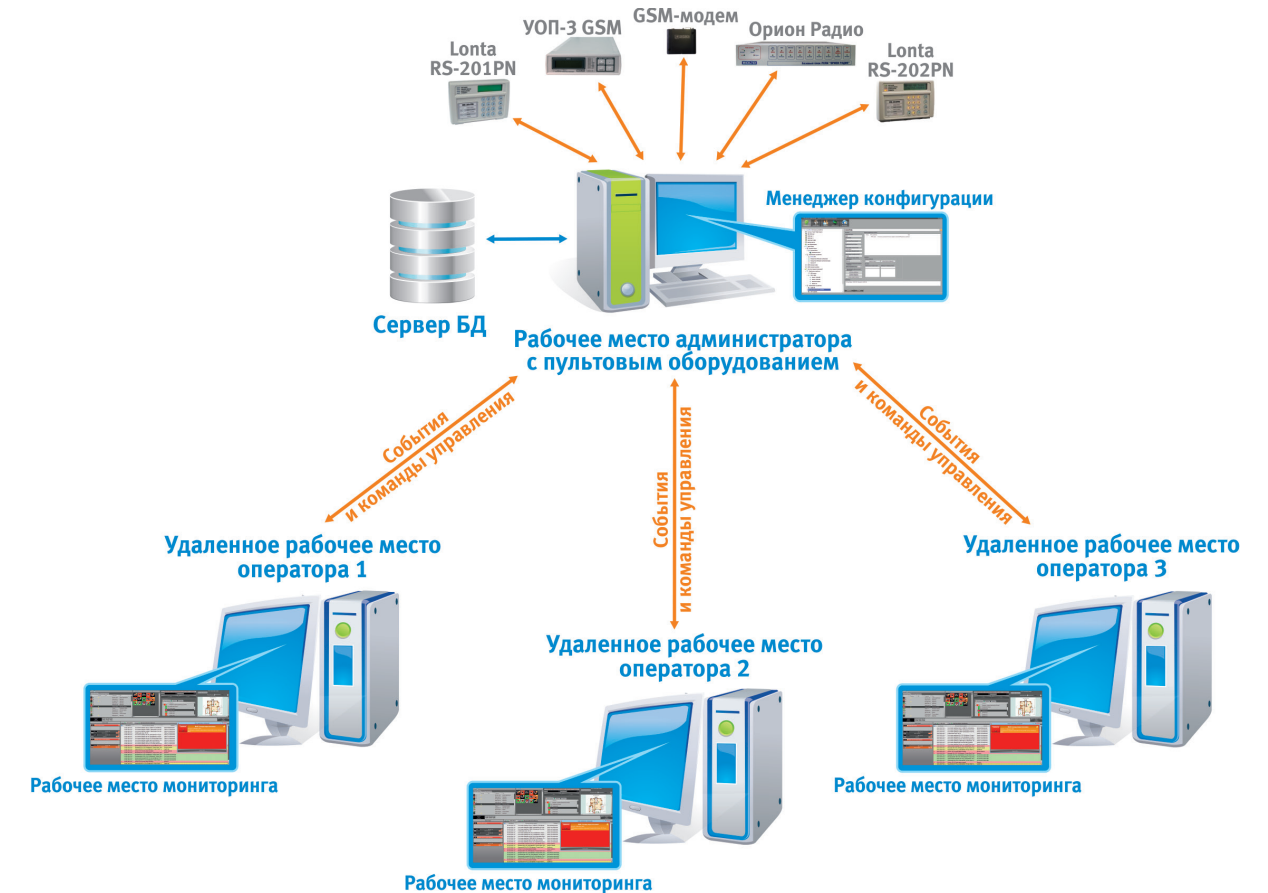 GSM-модем
УОП-3 GSM
Орион Радио
Lonta
RS-201PN
Lonta
RS-202PN
Менеджер конфигурации
Сервер БД
Рабочее место администратора
с пультовым оборудованием
События
и команды управления
События
и команды управления
События
и команды управления
Удаленное рабочее место
оператора 1
Удаленное рабочее место
оператора 3
Удаленное рабочее место
оператора 2
Рабочее место мониторинга
Рабочее место мониторинга
Рабочее место мониторинга